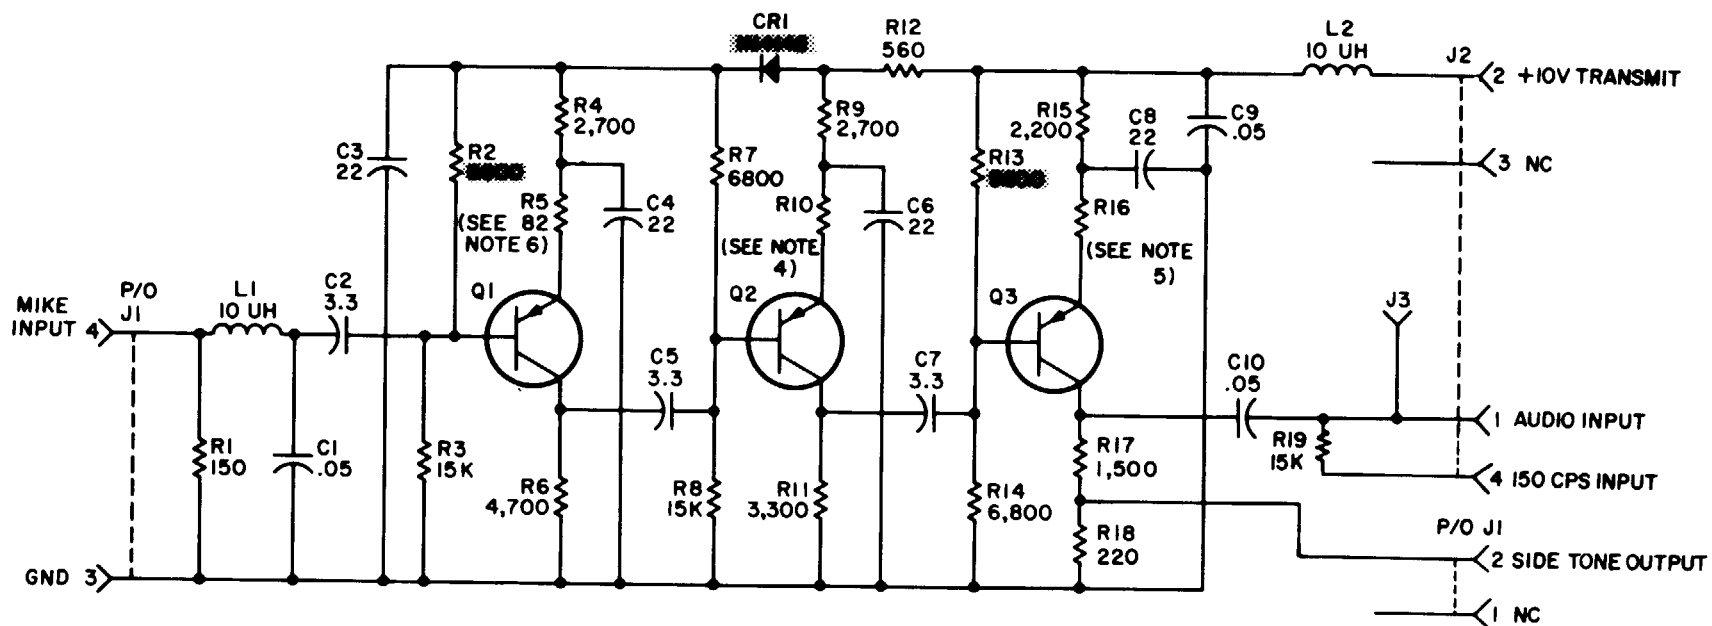 CR1
R12
560
L2
10 UH
J2
2 +10V TRANSMIT
R4
2,700
R9
2,700
R15
2,200
C8
22
C9
.05
C3
22
R2
R7
6800
R13
3 NC
R5
(SEE 82
NOTE 6)
C4
22
R10
(SEE NOTE
4)
C6
22
R16
(SEE NOTE
5)
MIKE
INPUT 4
P/O
J1
L1
10 UH
C2
3.3
Q1
Q2
Q3
J3
C5
3.3
C7
3.3
C10
.05
1 AUDIO INPUT
R1
150
C1
.05
R3
15K
R6
4,700
R8
15K
R11
3,300
R14
6,800
R17
1,500
R19
15K
4 150 CPS INPUT
R18
220
P/O J1
2 SIDE TONE OUTPUT
GND 3
1 NC